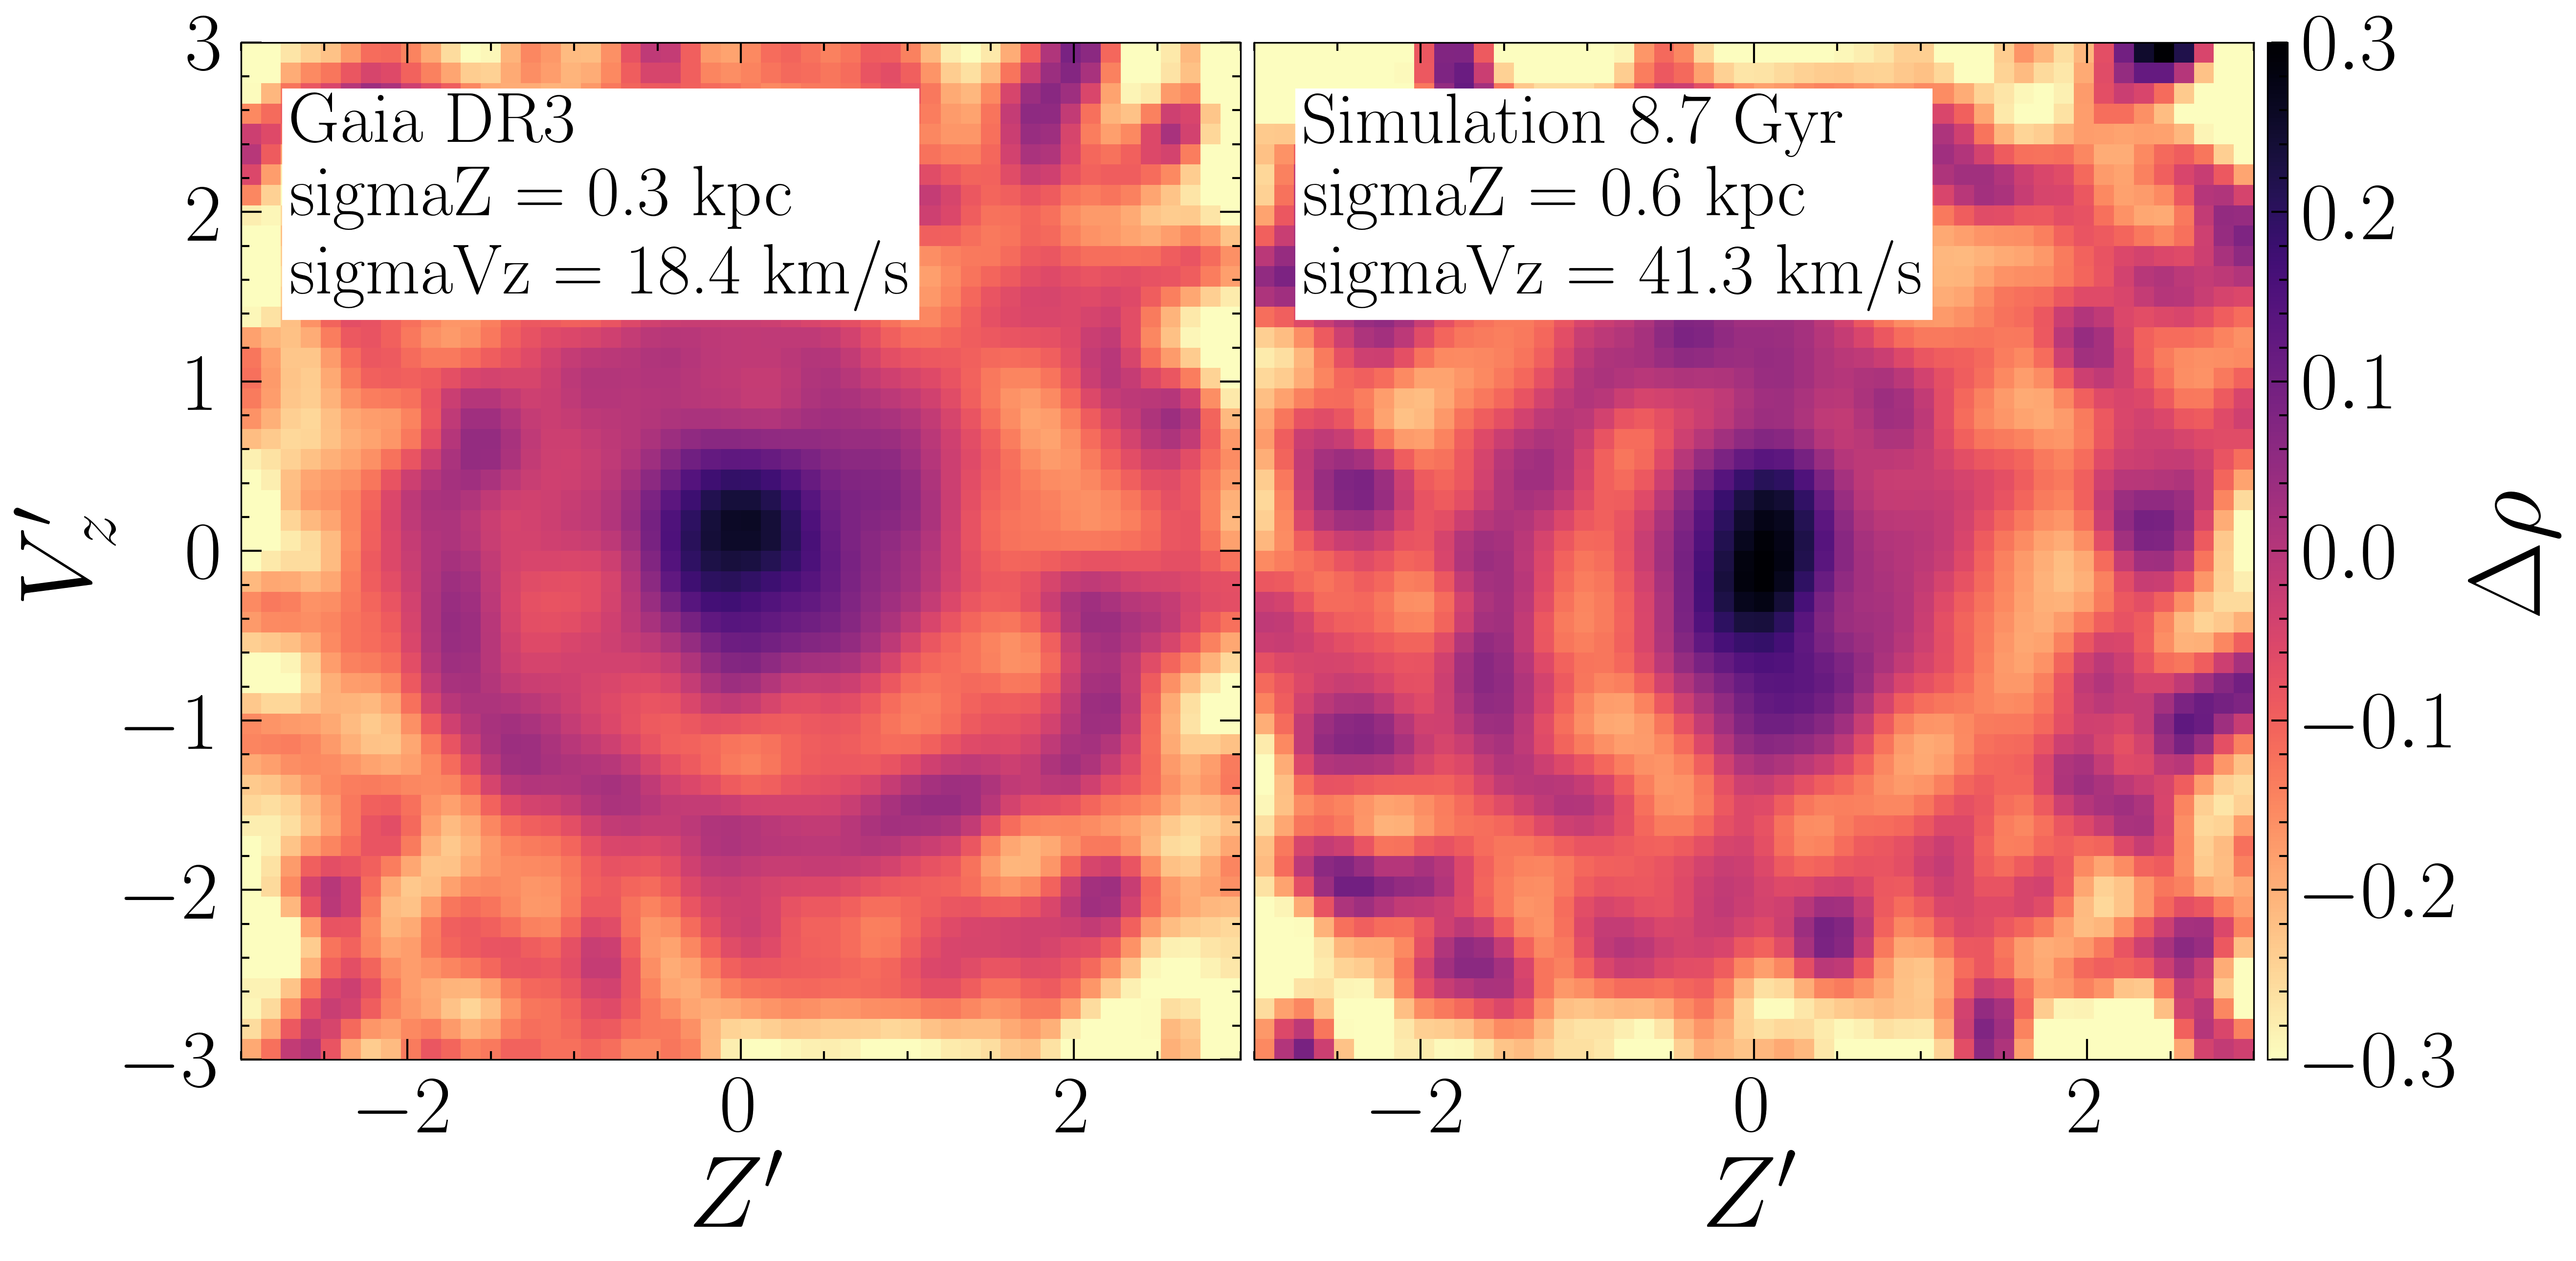 Gaia DR3
sigmaZ = 0.3 kpc
sigmaVz = 18.4 km/s
Simulation 8.7 Gyr
sigmaZ = 0.6 kpc
sigmaVz = 41.3 km/s
3
2
1
0
−1
−2
−3
V′z
−2 0 2
Z′
−2 0 2
Z′
0.3
0.2
0.1
0.0
−0.1
−0.2
−0.3
Δρ